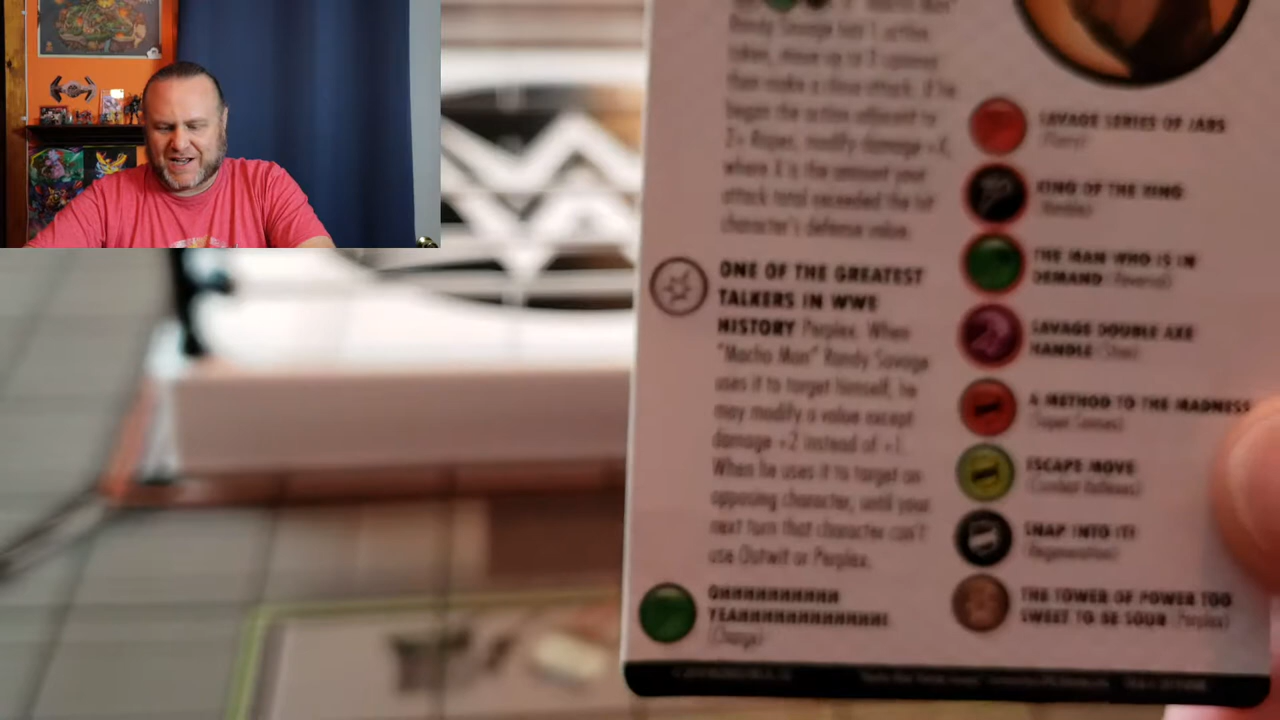 "Macho Man"
Randy Savage has 1 action
token, move up to 3 squares
then make a close attack. If he
began the action adjacent to
2+ Ropes, modify damage +X,
where X is the amount your
attack total exceeded the hit
character's defense value.
ONE OF THE GREATEST
TALKERS IN WWE
HISTORY Perplex. When
"Macho Man" Randy Savage
uses it to target himself, he
may modify a value except
damage +2 instead of +1.
When he uses it to target an
opposing character, until your
next turn that character can't
use Outwit or Perplex.
(Charge)
SAVAGE SERIES OF JABS
(Flurry)
KING OF THE RING
THE MAN WHO IS IN
DEMAND
SAVAGE DOUBLE AXE
HANDLE
A METHOD TO THE MADNESS
(Super Senses)
ESCAPE MOVE
(Combat Reflexes)
SNAP INTO IT!
(Regeneration)
THE TOWER OF POWER TOO
SWEET TO BE SOUR (Perplex)